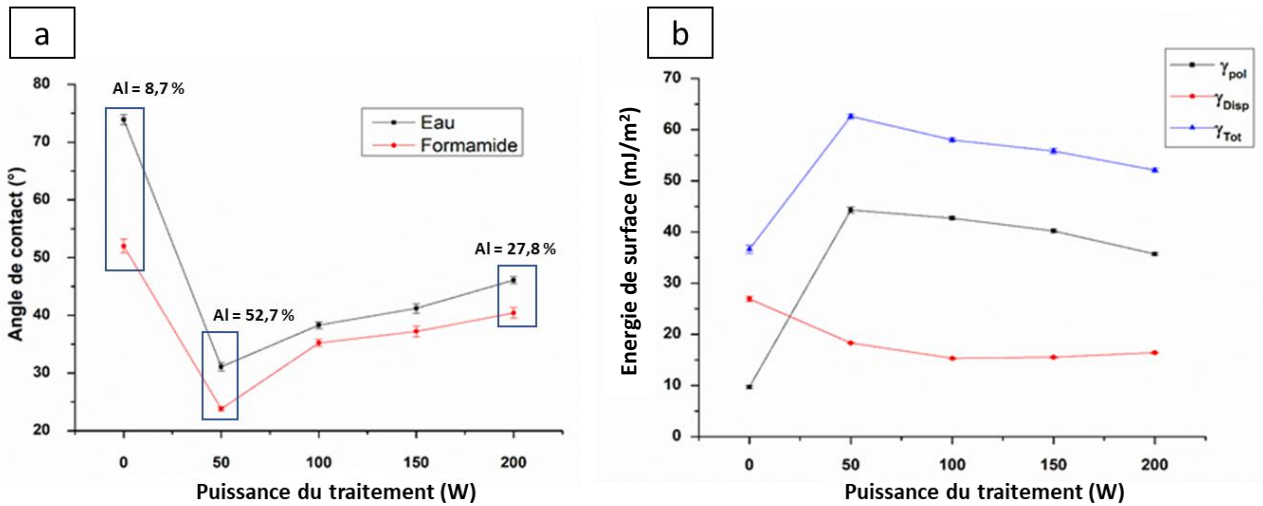 a
Al = 8,7 %
Eau
Formamide
Al = 27,8 %
Al = 52,7 %
80
70
60
50
40
30
20
Angle de contact (°)
0
50
100
150
200
Puissance du traitement (W)
b
γpol
γDisp
γTot
70
60
50
40
30
20
10
0
Energie de surface (mJ/m²)
0
50
100
150
200
Puissance du traitement (W)